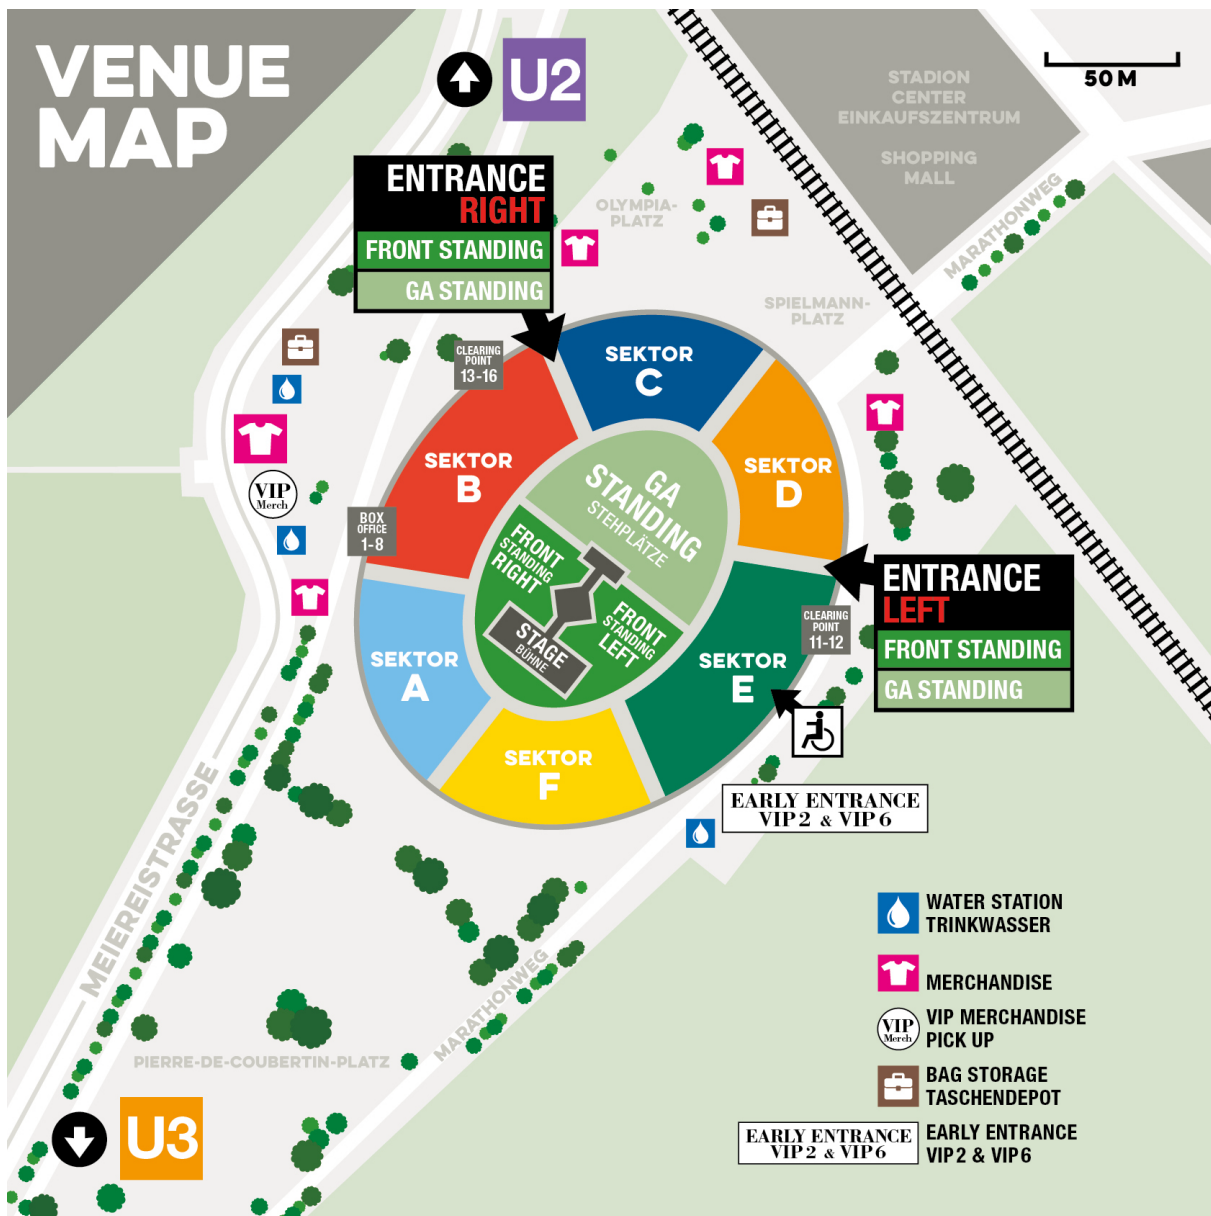 VENUE
MAP
U2
50 M
STADION
CENTER
EINKAUFSZENTRUM
SHOPPING
MALL
ENTRANCE
RIGHT
FRONT STANDING
GA STANDING
OLYMPIA-
PLATZ
MARATHONWEG
SPIELMANN-
PLATZ
CLEARING
POINT
13-16
SEKTOR
C
SEKTOR
B
SEKTOR
D
GA
STANDING
STEHPLÄTZE
VIP
Merch
BOX
OFFICE
1-8
FRONT
STANDING
RIGHT
FRONT
STANDING
LEFT
STAGE
BÜHNE
ENTRANCE
LEFT
FRONT STANDING
GA STANDING
CLEARING
POINT
11-12
SEKTOR
A
SEKTOR
E
SEKTOR
F
EARLY ENTRANCE
VIP 2 & VIP 6
MEIEREISTRASSE
MARATHONWEG
PIERRE-DE-COUBERTIN-PLATZ
U3
WATER STATION
TRINKWASSER
MERCHANDISE
VIP
Merch
VIP MERCHANDISE
PICK UP
BAG STORAGE
TASCHENDEPOT
EARLY ENTRANCE
VIP 2 & VIP 6
EARLY ENTRANCE
VIP 2 & VIP 6